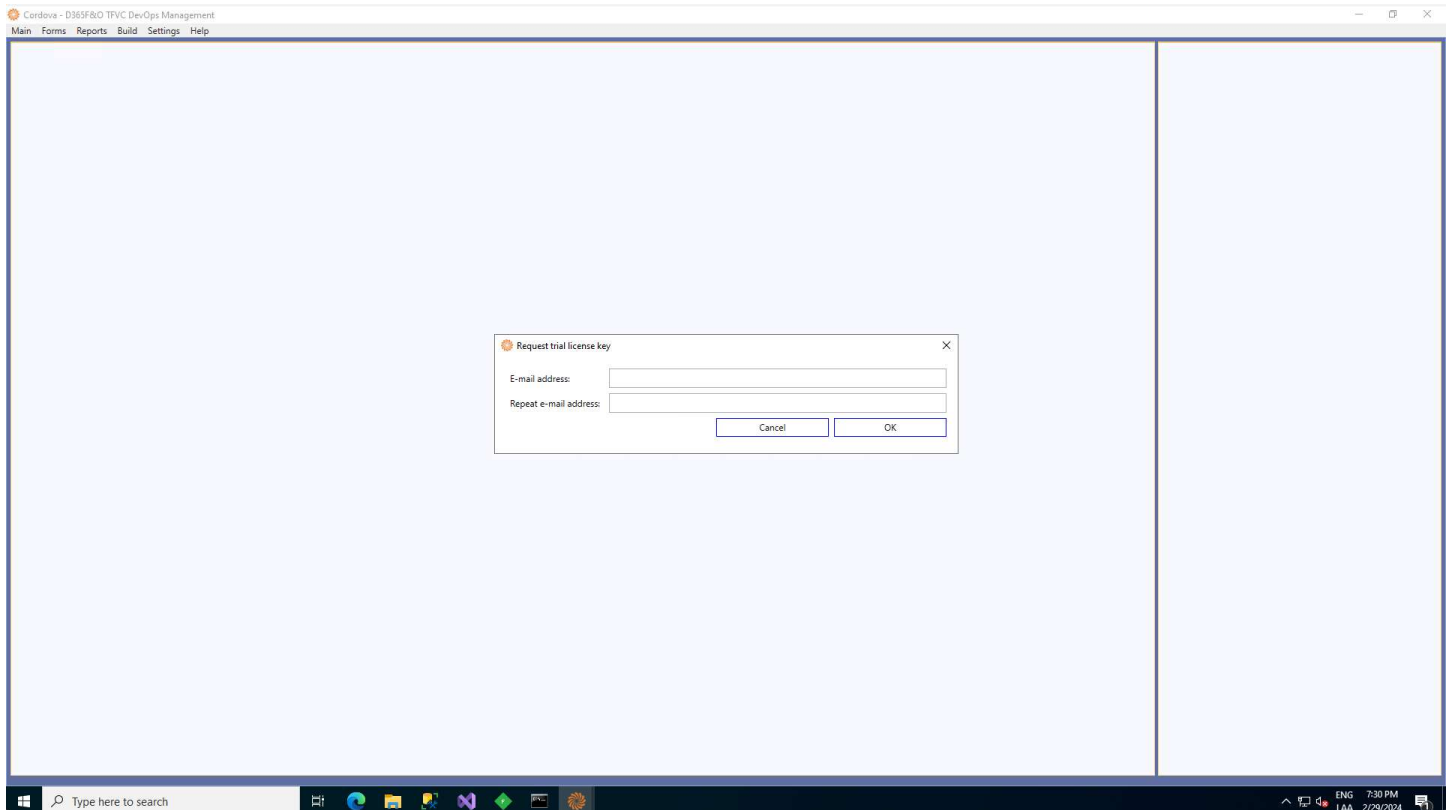 Cordova - D365F&O TFVC DevOps Management
Main Forms Reports Build Settings Help
Request trial license key
E-mail address:
Repeat e-mail address:
Cancel OK
Type here to search
ENG 7:30 PM
LAA 2/29/2024